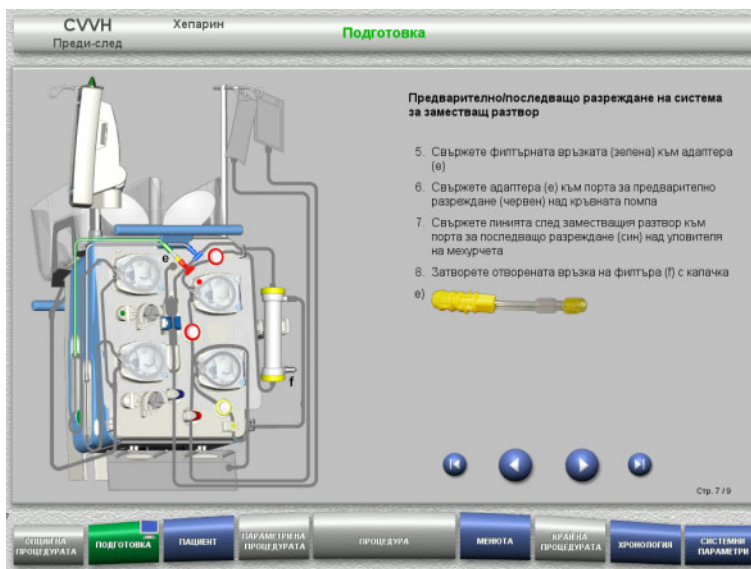 CVVH
Преди-след
Хепарин
Подготовка
Предварително/последващо разреждане на система
за заместващ разтвор
5. Свържете филтърната връзката (зелена) към адаптера
(e)
6. Свържете адаптера (e) към порта за предварително
разреждане (червен) над кръвната помпа
7. Свържете линията след заместващия разтвор към
порта за последващо разреждане (син) над уловителя
на мехурчета
8. Затворете отворената връзка на филтъра (f) с капачка
e)
e
f
Стр. 7 / 9
ОПЦИИ НА
ПРОЦЕДУРАТА
ПОДГОТОВКА
ПАЦИЕНТ
ПАРАМЕТРИ НА
ПРОЦЕДУРАТА
ПРОЦЕДУРА
МЕНЮТА
КРАЙ НА
ПРОЦЕДУРАТА
ХРОНОЛОГИЯ
СИСТЕМНИ
ПАРАМЕТРИ